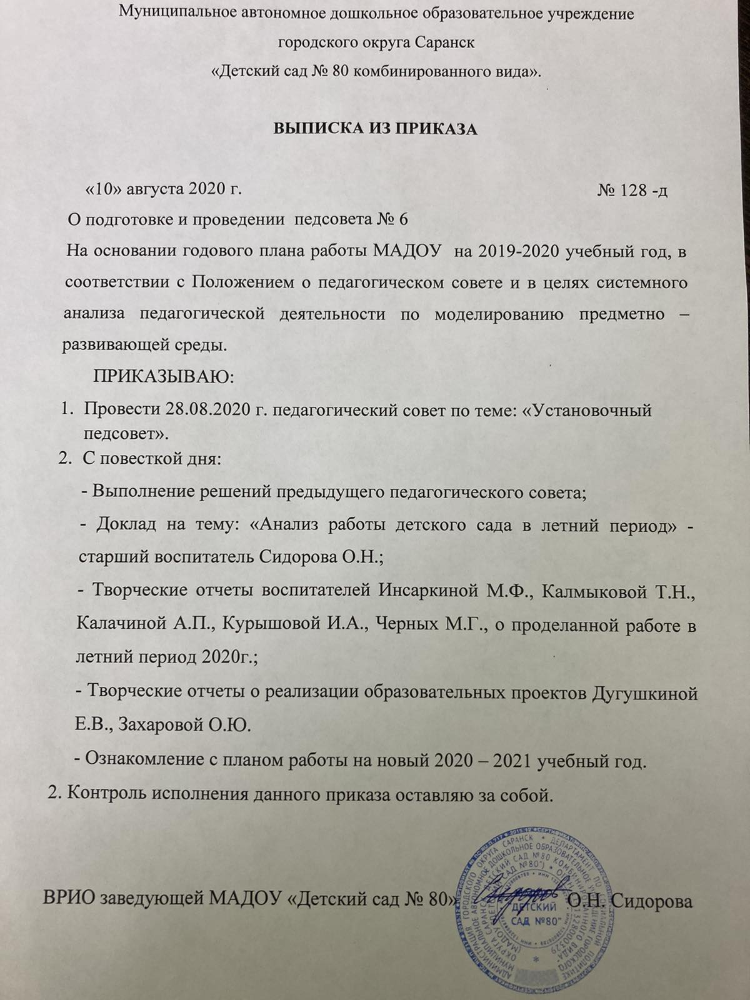 Муниципальное автономное дошкольное образовательное учреждение
городского округа Саранск
«Детский сад № 80 комбинированного вида».
ВЫПИСКА ИЗ ПРИКАЗА
«10» августа 2020 г. № 128 -д
О подготовке и проведении педсовета № 6
На основании годового плана работы МАДОУ на 2019-2020 учебный год, в
соответствии с Положением о педагогическом совете и в целях системного
анализа педагогической деятельности по моделированию предметно –
развивающей среды.
ПРИКАЗЫВАЮ:
1. Провести 28.08.2020 г. педагогический совет по теме: «Установочный
педсовет».
2. С повесткой дня:
- Выполнение решений предыдущего педагогического совета;
- Доклад на тему: «Анализ работы детского сада в летний период» -
старший воспитатель Сидорова О.Н.;
- Творческие отчеты воспитателей Инсаркиной М.Ф., Калмыковой Т.Н.,
Калачиной А.П., Курышовой И.А., Черных М.Г., о проделанной работе в
летний период 2020г.;
- Творческие отчеты о реализации образовательных проектов Дугушкиной
Е.В., Захаровой О.Ю.
- Ознакомление с планом работы на новый 2020 – 2021 учебный год.
2. Контроль исполнения данного приказа оставляю за собой.
ВРИО заведующей МАДОУ «Детский сад № 80» О.Н. Сидорова
ДЕТСКИЙ
САД №80"